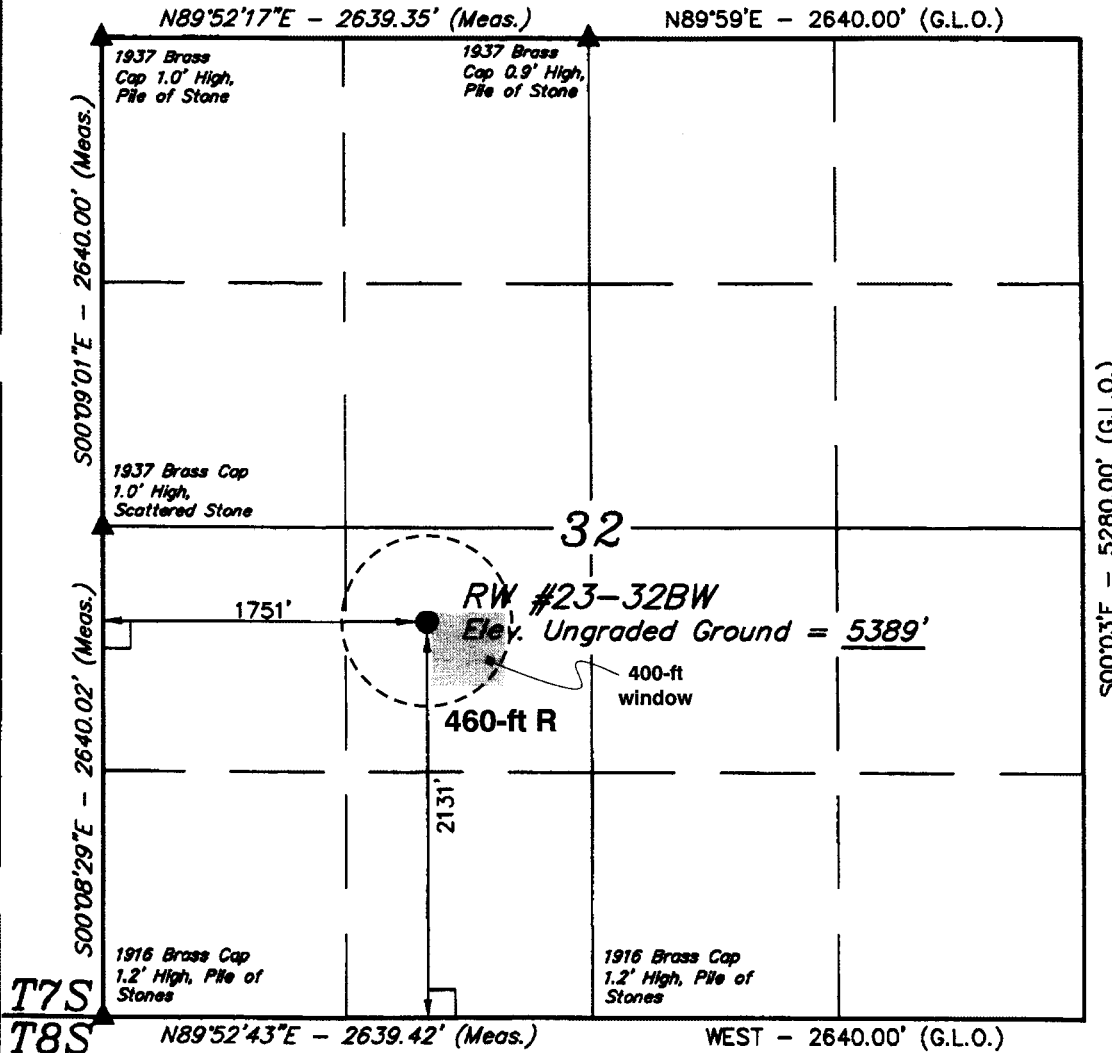 N89°52'17"E - 2639.35' (Meas.)
N89°59'E - 2640.00' (G.L.O.)
1937 Brass
Cap 1.0' High,
Pile of Stone
1937 Brass
Cap 0.9' High,
Pile of Stone
S00°09'01"E - 2640.00' (Meas.)
1937 Brass Cap
1.0' High,
Scattered Stone
32
S00°03'E - 5280.00' (G.L.O.)
RW #23-32BW
Elev. Ungraded Ground = 5389'
1751'
400-ft
window
460-ft R
2131'
S00°08'29"E - 2640.02' (Meas.)
1916 Brass Cap
1.2' High, Pile of
Stones
1916 Brass Cap
1.2' High, Pile of
Stones
T7S
T8S
N89°52'43"E - 2639.42' (Meas.)
WEST - 2640.00' (G.L.O.)